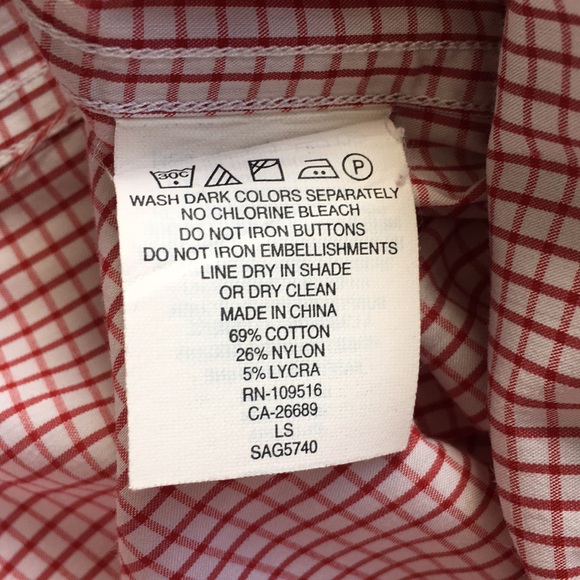 30C P
WASH DARK COLORS SEPARATELY
NO CHLORINE BLEACH
DO NOT IRON BUTTONS
DO NOT IRON EMBELLISHMENTS
LINE DRY IN SHADE
OR DRY CLEAN
MADE IN CHINA
69% COTTON
26% NYLON
5% LYCRA
RN-109516
CA-26689
LS
SAG5740